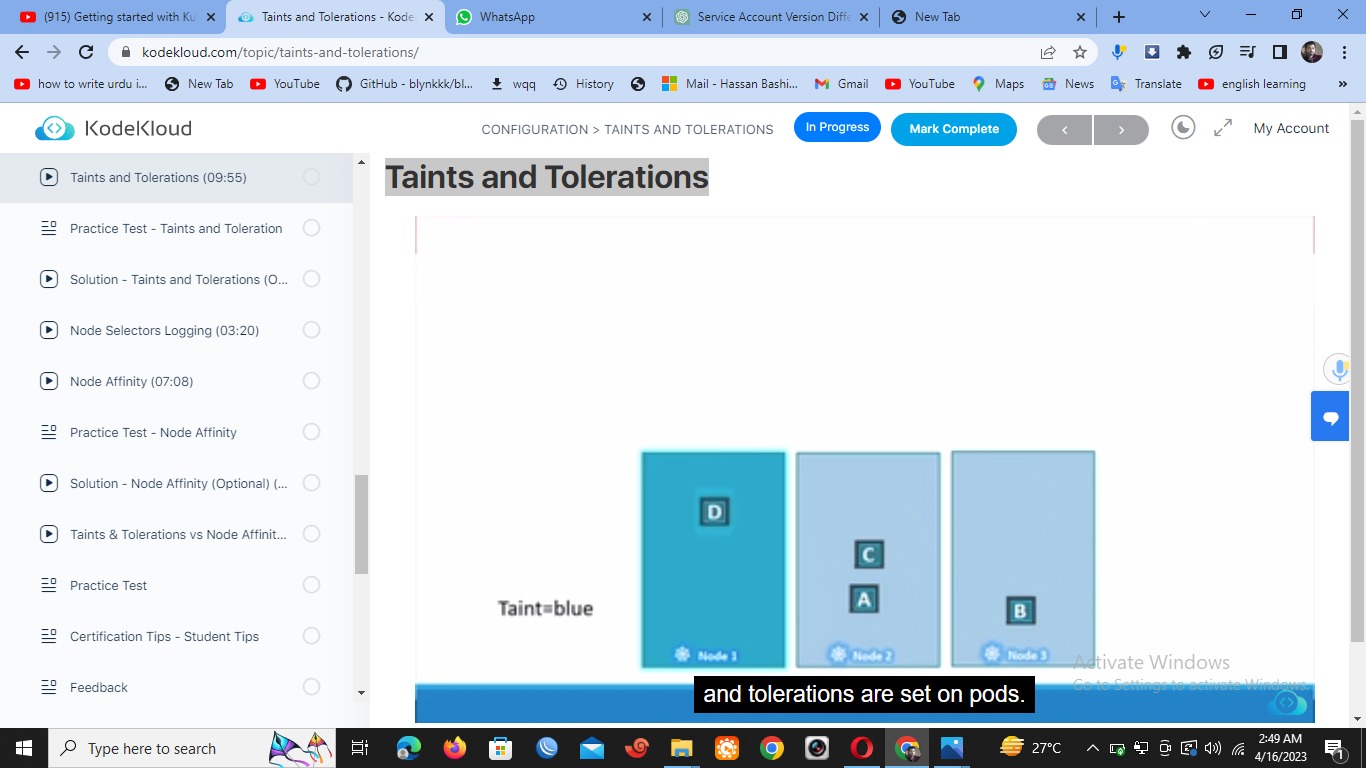 (915) Getting started with Ku
Taints and Tolerations - Kode
WhatsApp
Service Account Version Diffe
New Tab
kodekloud.com/topic/taints-and-tolerations/
how to write urdu i...
New Tab
YouTube
GitHub - blynkkk/bl...
wqq
History
Mail - Hassan Bashi...
Gmail
YouTube
Maps
News
Translate
english learning
»
KodeKloud
CONFIGURATION > TAINTS AND TOLERATIONS
In Progress
Mark Complete
My Account
Taints and Tolerations (09:55)
Practice Test - Taints and Toleration
Solution - Taints and Tolerations (O...
Node Selectors Logging (03:20)
Node Affinity (07:08)
Practice Test - Node Affinity
Solution - Node Affinity (Optional) (...
Taints & Tolerations vs Node Affinit...
Practice Test
Certification Tips - Student Tips
Feedback
Taints and Tolerations
D
C
A
B
Taint=blue
Node 1
Node 2
Node 3
Activate Windows
Go to Settings to activate Windows.
and tolerations are set on pods.
Type here to search
27°C
2:49 AM
4/16/2023
1